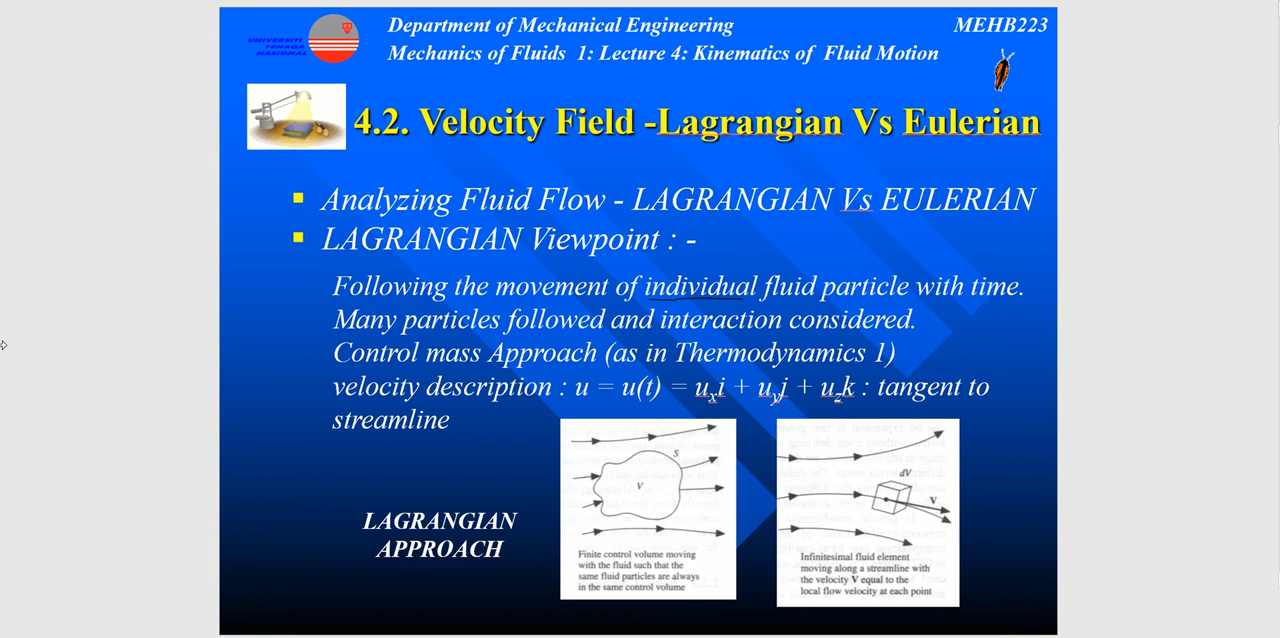 Department of Mechanical Engineering
MEHB223
UNIVERSITI
TENAGA
NASIONAL
Mechanics of Fluids 1: Lecture 4: Kinematics of Fluid Motion
4.2. Velocity Field -Lagrangian Vs Eulerian
Analyzing Fluid Flow - LAGRANGIAN Vs EULERIAN
LAGRANGIAN Viewpoint : -
Following the movement of individual fluid particle with time.
Many particles followed and interaction considered.
Control mass Approach (as in Thermodynamics 1)
velocity description : u = u(t) = uxi + uyj + uzk : tangent to
streamline
S
V
dV
V
LAGRANGIAN
APPROACH
Finite control volume moving
with the fluid such that the
same fluid particles are always
in the same control volume
Infinitesimal fluid element
moving along a streamline with
the velocity V equal to the
local flow velocity at each point